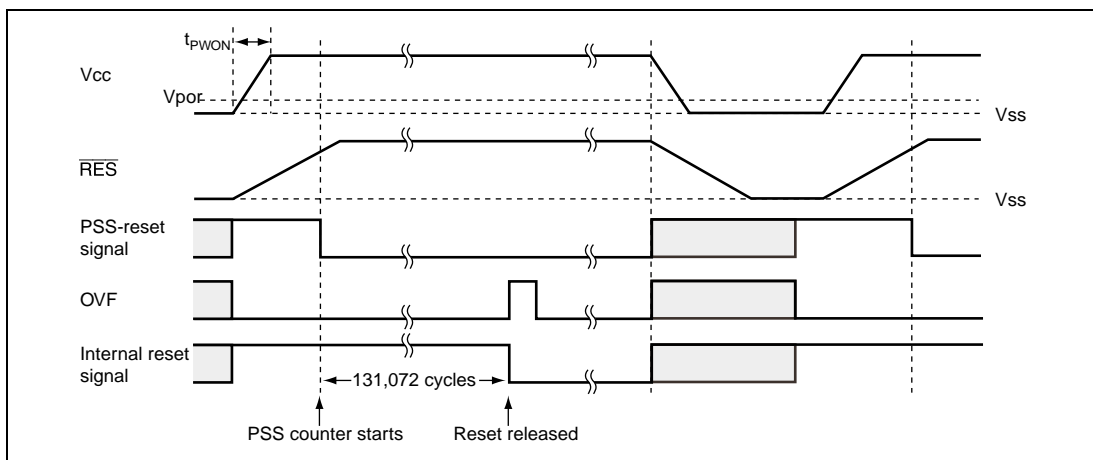 tPWON
Vcc
Vpor
Vss
RES
Vss
PSS-reset
signal
OVF
Internal reset
signal
131,072 cycles
PSS counter starts
Reset released